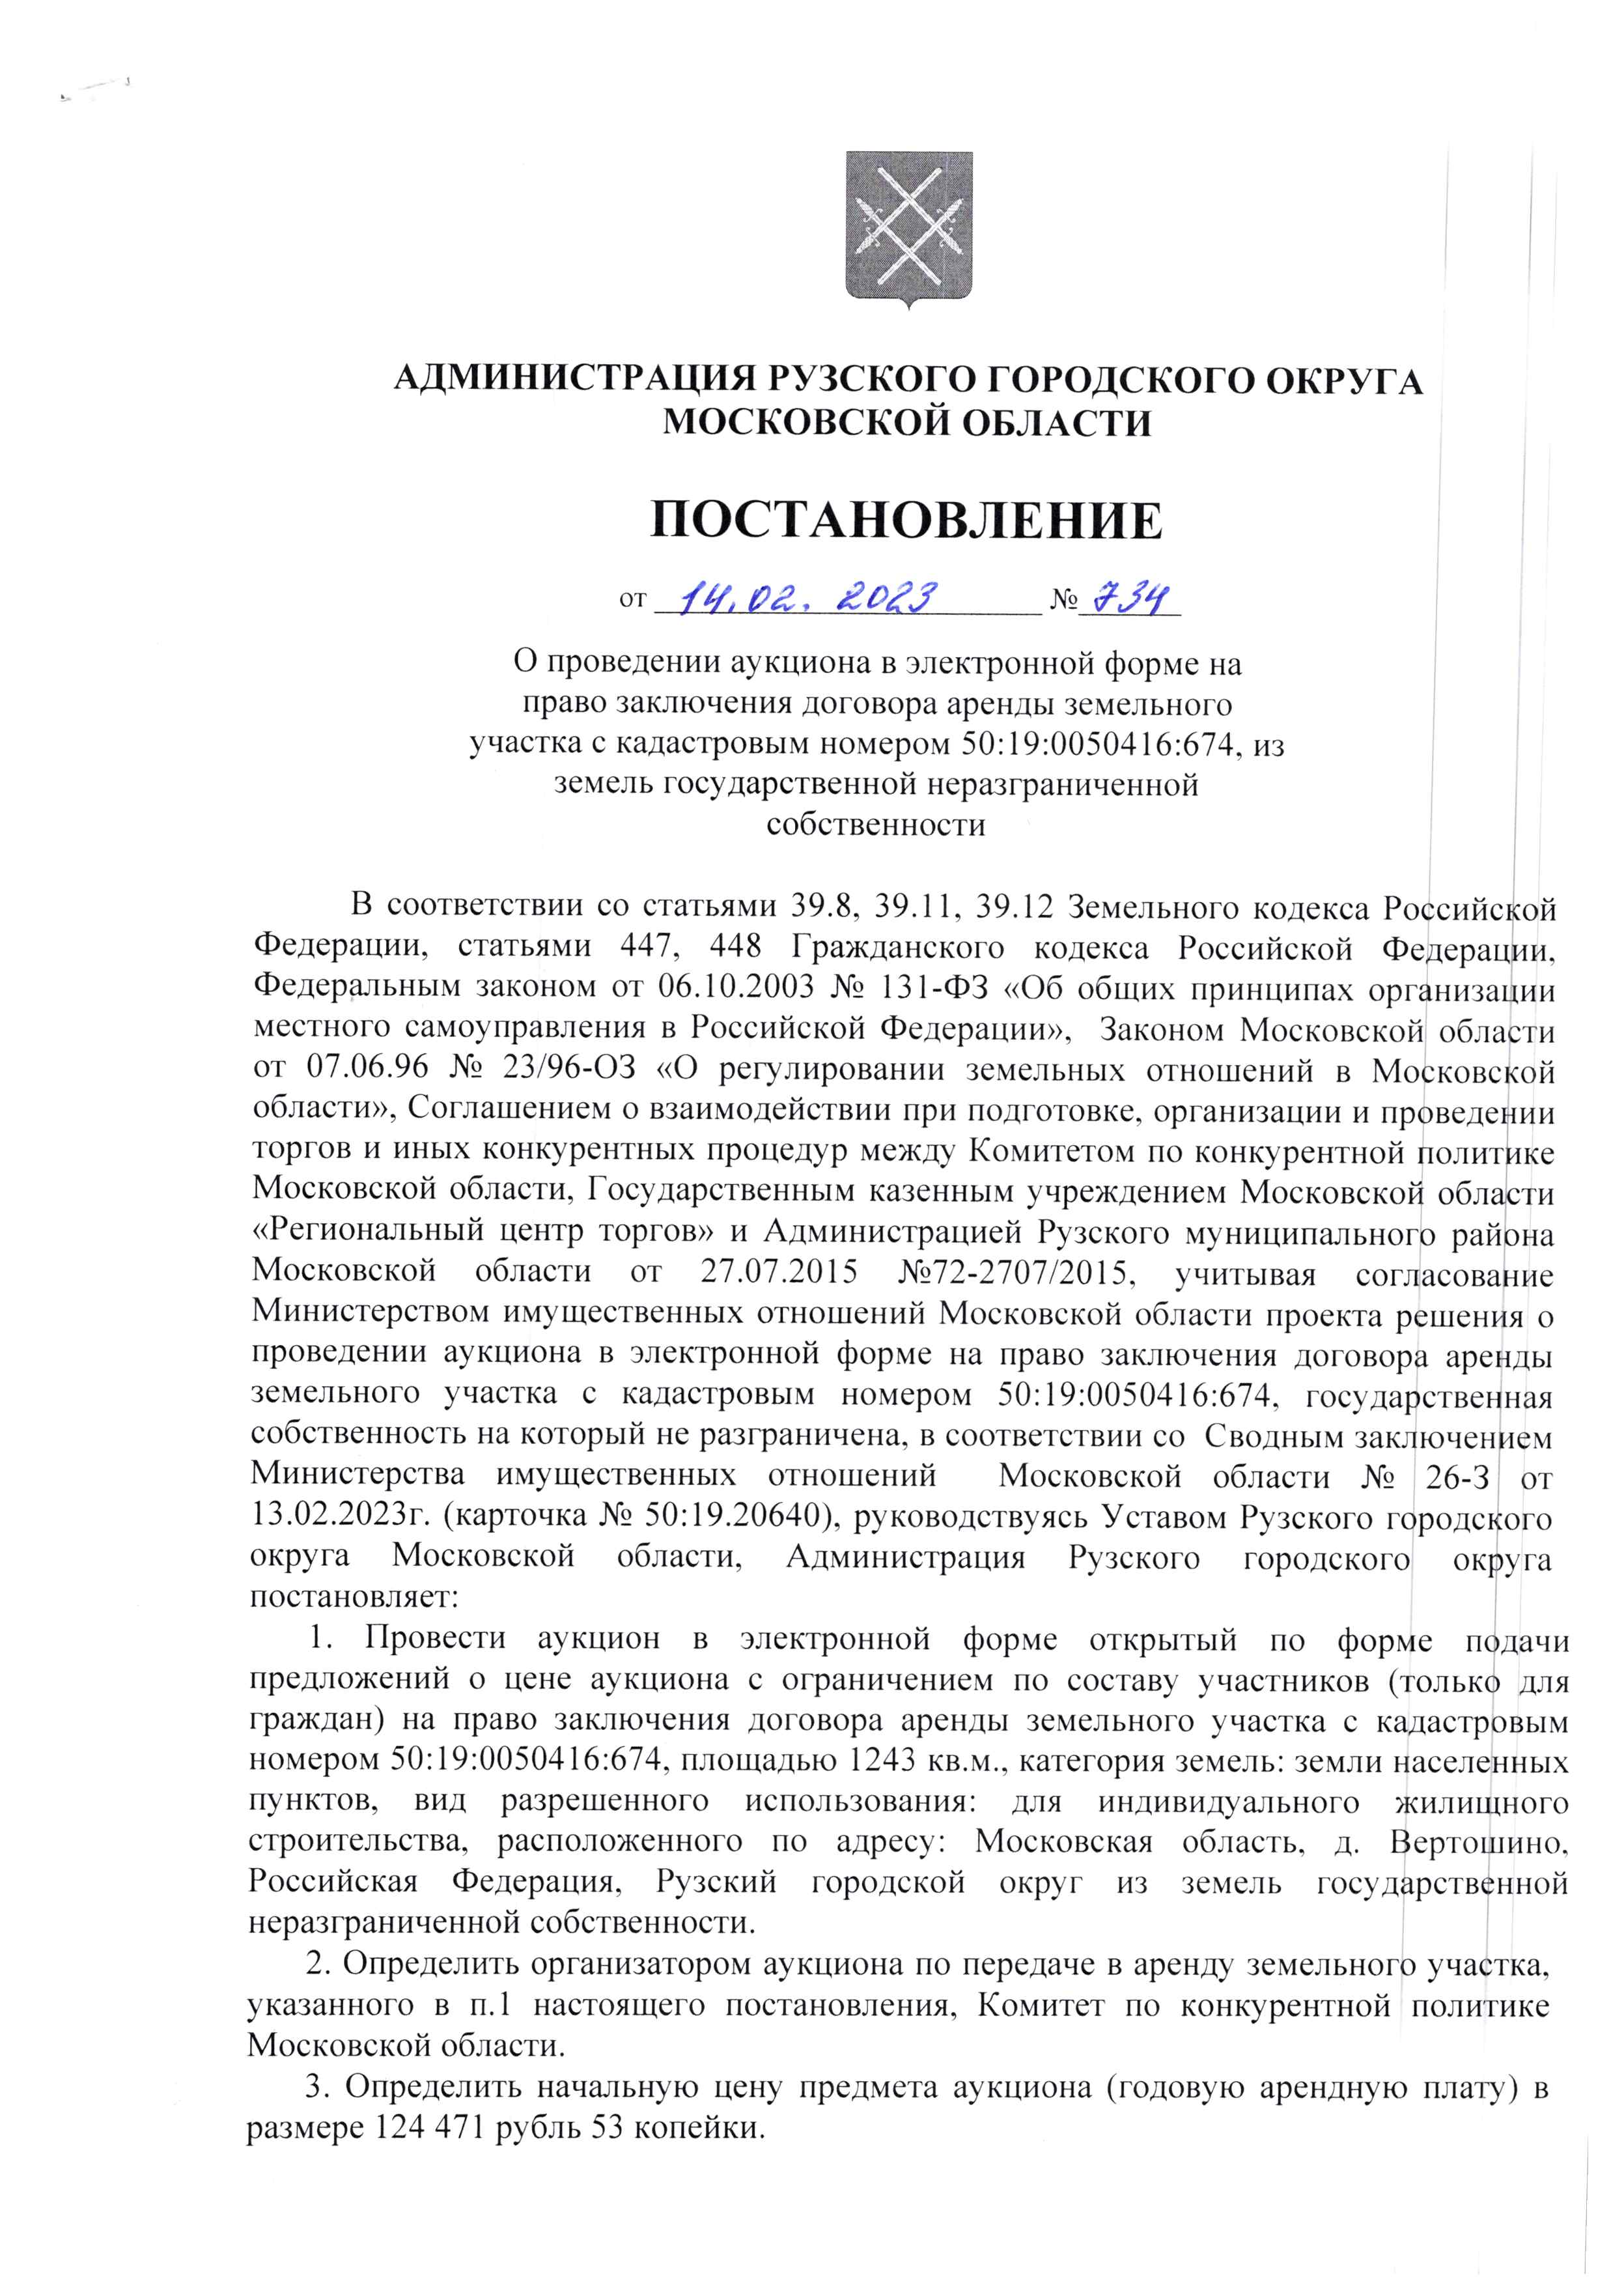 АДМИНИСТРАЦИЯ РУЗСКОГО ГОРОДСКОГО ОКРУГА
МОСКОВСКОЙ ОБЛАСТИ
ПОСТАНОВЛЕНИЕ
от 14.02.2023 № 734
О проведении аукциона в электронной форме на
право заключения договора аренды земельного
участка с кадастровым номером 50:19:0050416:674, из
земель государственной неразграниченной
собственности
В соответствии со статьями 39.8, 39.11, 39.12 Земельного кодекса Российской
Федерации, статьями 447, 448 Гражданского кодекса Российской Федерации,
Федеральным законом от 06.10.2003 № 131-ФЗ «Об общих принципах организации
местного самоуправления в Российской Федерации», Законом Московской области
от 07.06.96 № 23/96-ОЗ «О регулировании земельных отношений в Московской
области», Соглашением о взаимодействии при подготовке, организации и проведении
торгов и иных конкурентных процедур между Комитетом по конкурентной политике
Московской области, Государственным казенным учреждением Московской области
«Региональный центр торгов» и Администрацией Рузского муниципального района
Московской области от 27.07.2015 №72-2707/2015, учитывая согласование
Министерством имущественных отношений Московской области проекта решения о
проведении аукциона в электронной форме на право заключения договора аренды
земельного участка с кадастровым номером 50:19:0050416:674, государственная
собственность на который не разграничена, в соответствии со Сводным заключением
Министерства имущественных отношений Московской области № 26-З от
13.02.2023г. (карточка № 50:19.20640), руководствуясь Уставом Рузского городского
округа Московской области, Администрация Рузского городского округа
постановляет:
1. Провести аукцион в электронной форме открытый по форме подачи
предложений о цене аукциона с ограничением по составу участников (только для
граждан) на право заключения договора аренды земельного участка с кадастровым
номером 50:19:0050416:674, площадью 1243 кв.м., категория земель: земли населенных
пунктов, вид разрешенного использования: для индивидуального жилищного
строительства, расположенного по адресу: Московская область, д. Вертошино,
Российская Федерация, Рузский городской округ из земель государственной
неразграниченной собственности.
2. Определить организатором аукциона по передаче в аренду земельного участка,
указанного в п.1 настоящего постановления, Комитет по конкурентной политике
Московской области.
3. Определить начальную цену предмета аукциона (годовую арендную плату) в
размере 124 471 рубль 53 копейки.